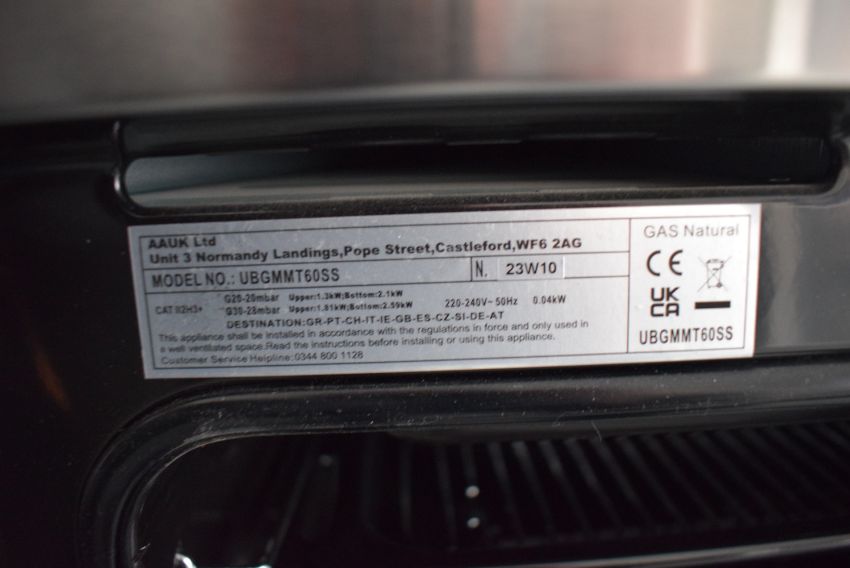 AAUK Ltd
Unit 3 Normandy Landings,Pope Street,Castleford,WF6 2AG
MODEL NO.: UBGMMT60SS
N. 23W10
CAT II2H3+
G20-20mbar Upper:1.3kW;Bottom:2.1kW
G30-28mbar Upper:1.81kW;Bottom:2.59kW
220-240V~50Hz 0.04kW
DESTINATION:GR-PT-CH-IT-IE-GB-ES-CZ-SI-DE-AT
This appliance shall be installed in accordance with the regulations in force and only used in
a well ventilated space.Read the instructions before installing or using this appliance.
Customer Service Helpline:0344 800 1128
GAS Natural
CE
UK
CA
UBGMMT60SS